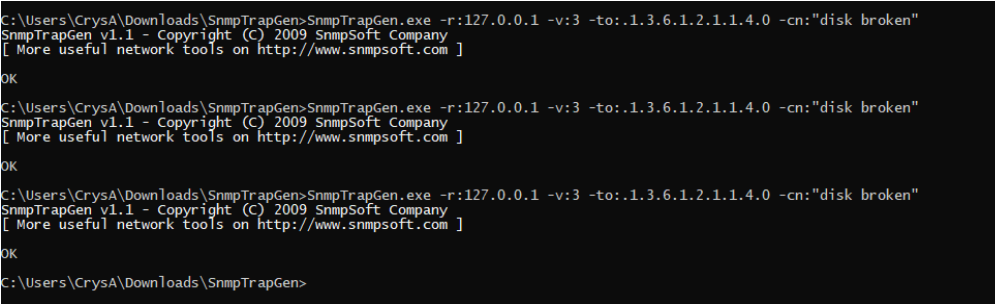 C:\Users\CrysA\Downloads\SnmpTrapGen>SnmpTrapGen.exe -r:127.0.0.1 -v:3 -to:.1.3.6.1.2.1.1.4.0 -cn:"disk broken"
SnmpTrapGen v1.1 - Copyright (C) 2009 SnmpSoft Company
[ More useful network tools on http://www.snmpsoft.com ]
OK
C:\Users\CrysA\Downloads\SnmpTrapGen>SnmpTrapGen.exe -r:127.0.0.1 -v:3 -to:.1.3.6.1.2.1.1.4.0 -cn:"disk broken"
SnmpTrapGen v1.1 - Copyright (C) 2009 SnmpSoft Company
[ More useful network tools on http://www.snmpsoft.com ]
OK
C:\Users\CrysA\Downloads\SnmpTrapGen>SnmpTrapGen.exe -r:127.0.0.1 -v:3 -to:.1.3.6.1.2.1.1.4.0 -cn:"disk broken"
SnmpTrapGen v1.1 - Copyright (C) 2009 SnmpSoft Company
[ More useful network tools on http://www.snmpsoft.com ]
OK
C:\Users\CrysA\Downloads\SnmpTrapGen>